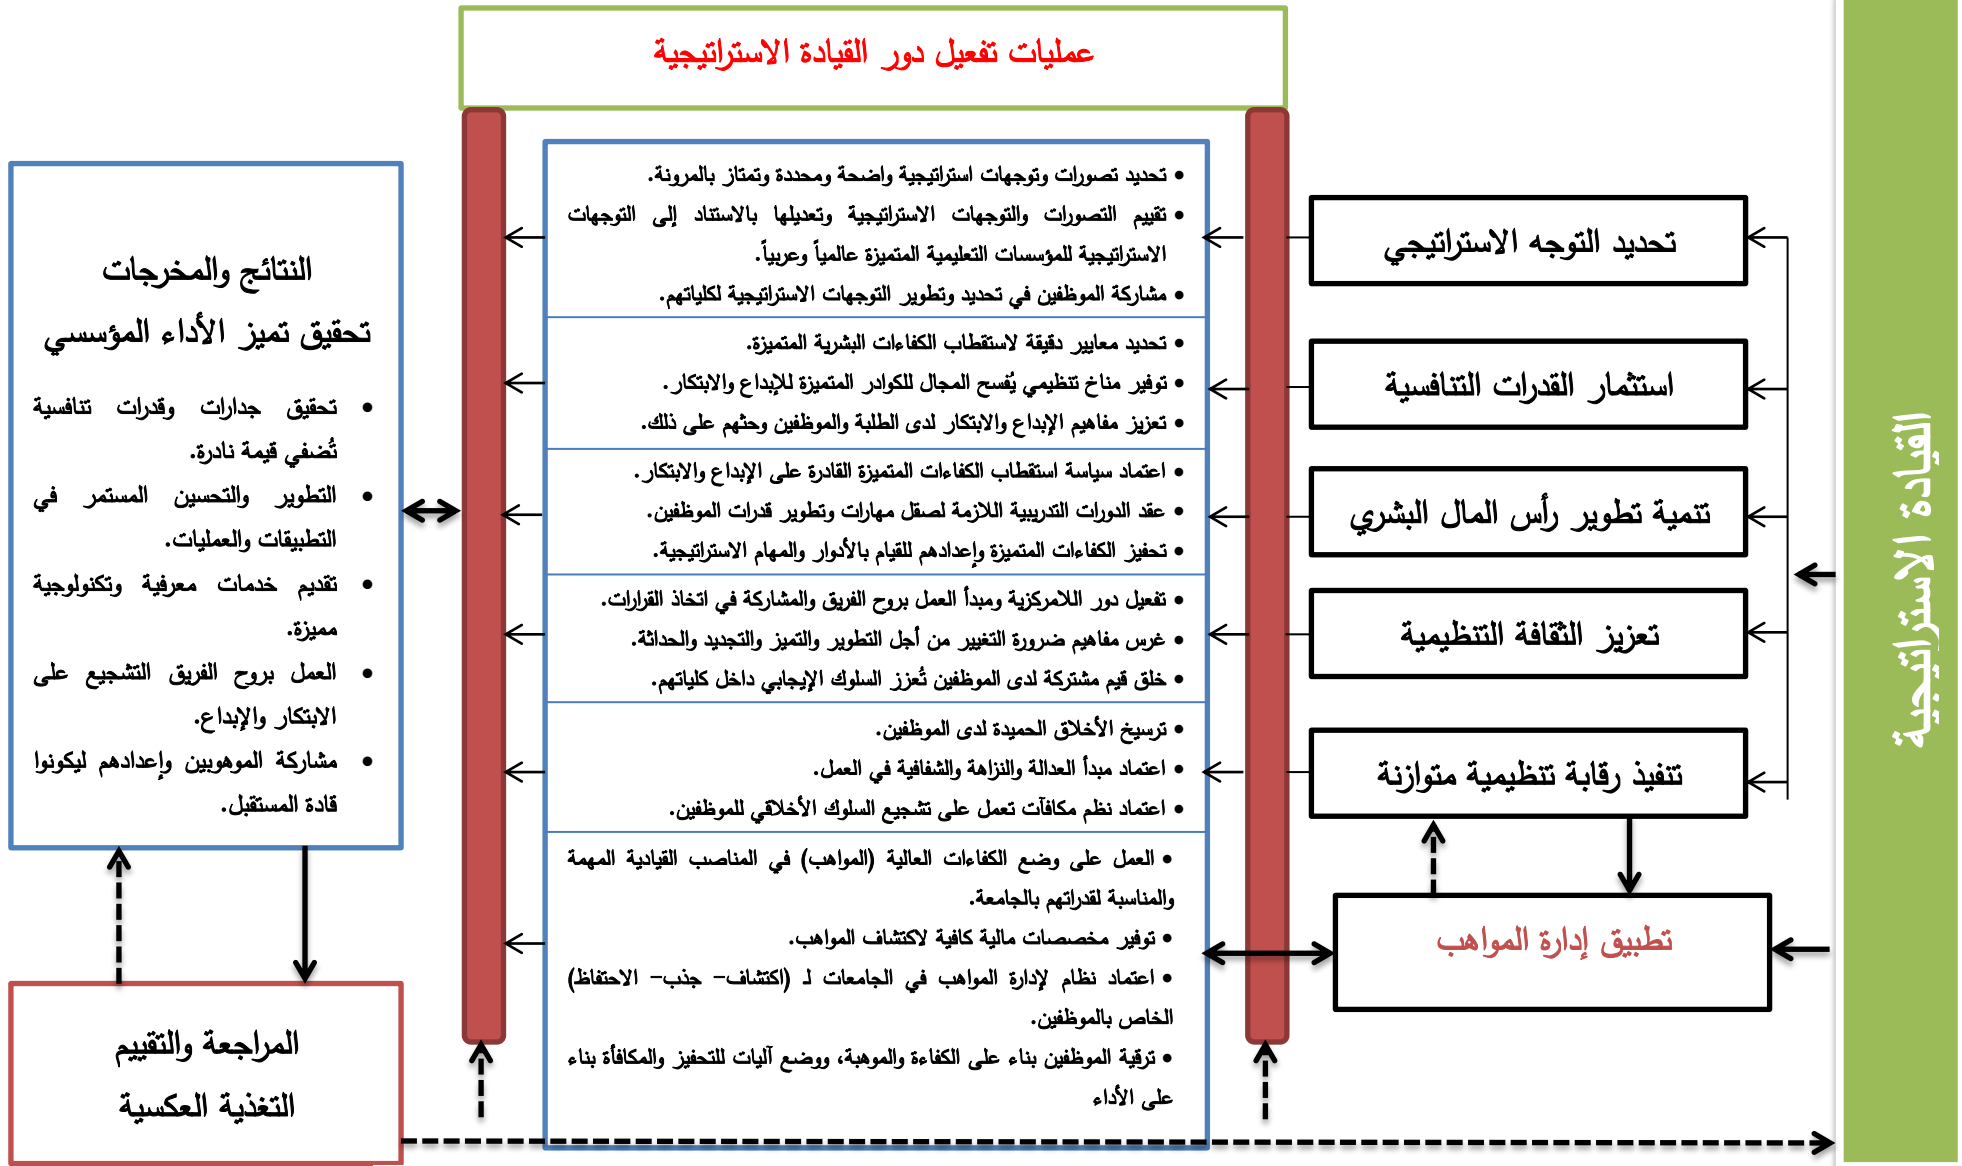 عمليات تفعيل دور القيادة الاستراتيجية
القيادة الاستراتيجية
تحديد التوجه الاستراتيجي
استثمار القدرات التنافسية
تنمية تطوير رأس المال البشري
تعزيز الثقافة التنظيمية
تنفيذ رقابة تنظيمية متوازنة
تطبيق إدارة المواهب
• تحديد تصورات وتوجهات استراتيجية واضحة ومحددة وتمتاز بالمرونة.
• تقييم التصورات والتوجهات الاستراتيجية وتعديلها بالاستناد إلى التوجهات
الاستراتيجية للمؤسسات التعليمية المتميزة عالمياً وعربياً.
• مشاركة الموظفين في تحديد وتطوير التوجهات الاستراتيجية لكلياتهم.
• تحديد معايير دقيقة لاستقطاب الكفاءات البشرية المتميزة.
• توفير مناخ تنظيمي يُفسح المجال للكوادر المتميزة للإبداع والابتكار.
• تعزيز مفاهيم الإبداع والابتكار لدى الطلبة والموظفين وحثهم على ذلك.
• اعتماد سياسة استقطاب الكفاءات المتميزة القادرة على الإبداع والابتكار.
• عقد الدورات التدريبية اللازمة لصقل مهارات وتطوير قدرات الموظفين.
• تحفيز الكفاءات المتميزة وإعدادهم للقيام بالأدوار والمهام الاستراتيجية.
• تفعيل دور اللامركزية ومبدأ العمل بروح الفريق والمشاركة في اتخاذ القرارات.
• غرس مفاهيم ضرورة التغيير من أجل التطوير والتميز والتجديد والحداثة.
• خلق قيم مشتركة لدى الموظفين تُعزز السلوك الإيجابي داخل كلياتهم.
• ترسيخ الأخلاق الحميدة لدى الموظفين.
• اعتماد مبدأ العدالة والنزاهة والشفافية في العمل.
• اعتماد نظم مكافآت تعمل على تشجيع السلوك الأخلاقي للموظفين.
• العمل على وضع الكفاءات العالية (المواهب) في المناصب القيادية المهمة
والمناسبة لقدراتهم بالجامعة.
• توفير مخصصات مالية كافية لاكتشاف المواهب.
• اعتماد نظام لإدارة المواهب في الجامعات لـ (اكتشاف– جذب– الاحتفاظ)
الخاص بالموظفين.
• ترقية الموظفين بناء على الكفاءة والموهبة، ووضع آليات للتحفيز والمكافأة بناء
على الأداء
النتائج والمخرجات
تحقيق تميز الأداء المؤسسي
• تحقيق جدارات وقدرات تنافسية
تُضفي قيمة نادرة.
• التطوير والتحسين المستمر في
التطبيقات والعمليات.
• تقديم خدمات معرفية وتكنولوجية
مميزة.
• العمل بروح الفريق التشجيع على
الابتكار والإبداع.
• مشاركة الموهوبين وإعدادهم ليكونوا
قادة المستقبل.
المراجعة والتقييم
التغذية العكسية